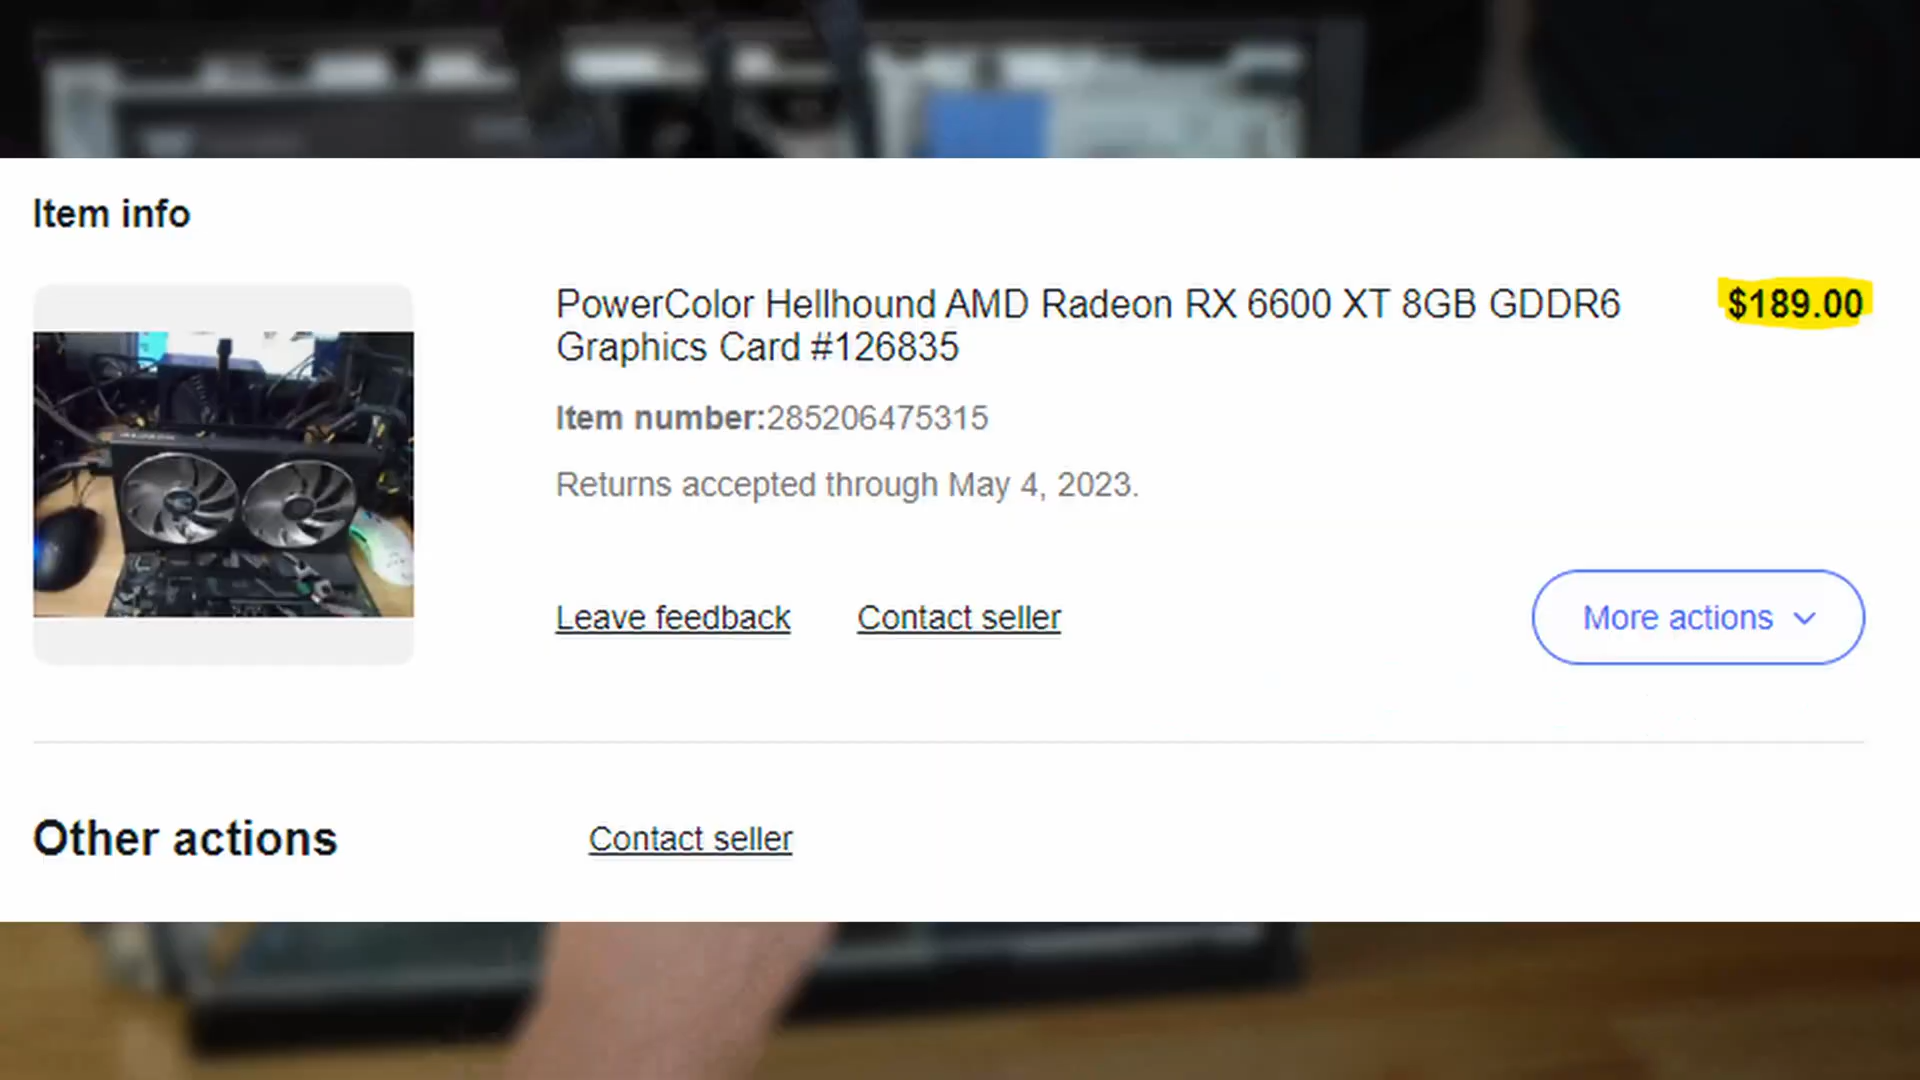 Item info
PowerColor Hellhound AMD Radeon RX 6600 XT 8GB GDDR6
$189.00
Graphics Card #126835
Item number:285206475315
Returns accepted through May 4, 2023.
Leave feedback
Contact seller
More actions
Other actions
Contact seller